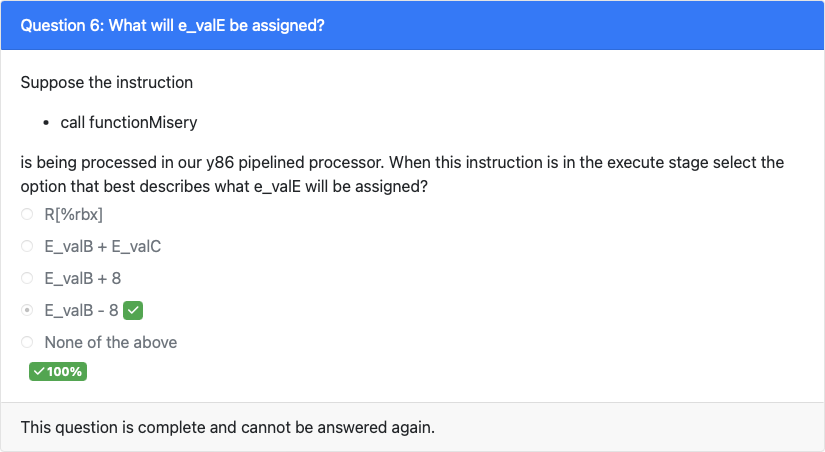 Question 6: What will e_valE be assigned?
Suppose the instruction
• call functionMisery
is being processed in our y86 pipelined processor. When this instruction is in the execute stage select the
option that best describes what e_valE will be assigned?
R[%rbx]
E_valB + E_valC
E_valB + 8
E_valB - 8
None of the above
100%
This question is complete and cannot be answered again.